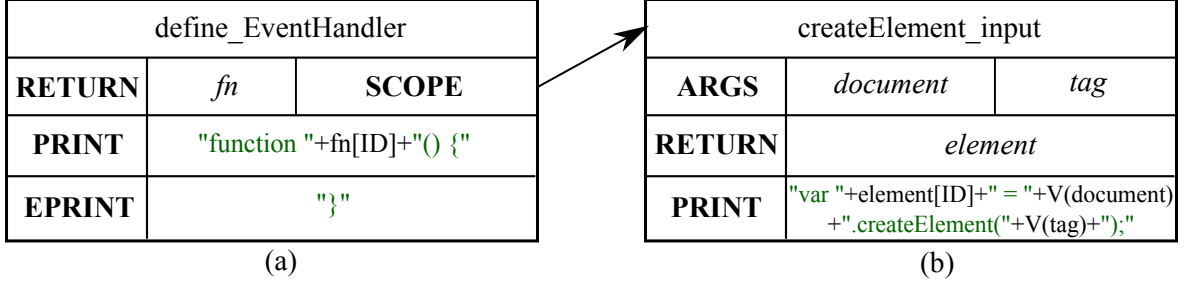 define_EventHandler
RETURN fn SCOPE
PRINT "function "+fn[ID]+"() {"
EPRINT "}"
(a)
createElement_input
ARGS document tag
RETURN element
PRINT "var "+element[ID]+" = "+V(document)
+".createElement("+V(tag)+");"
(b)